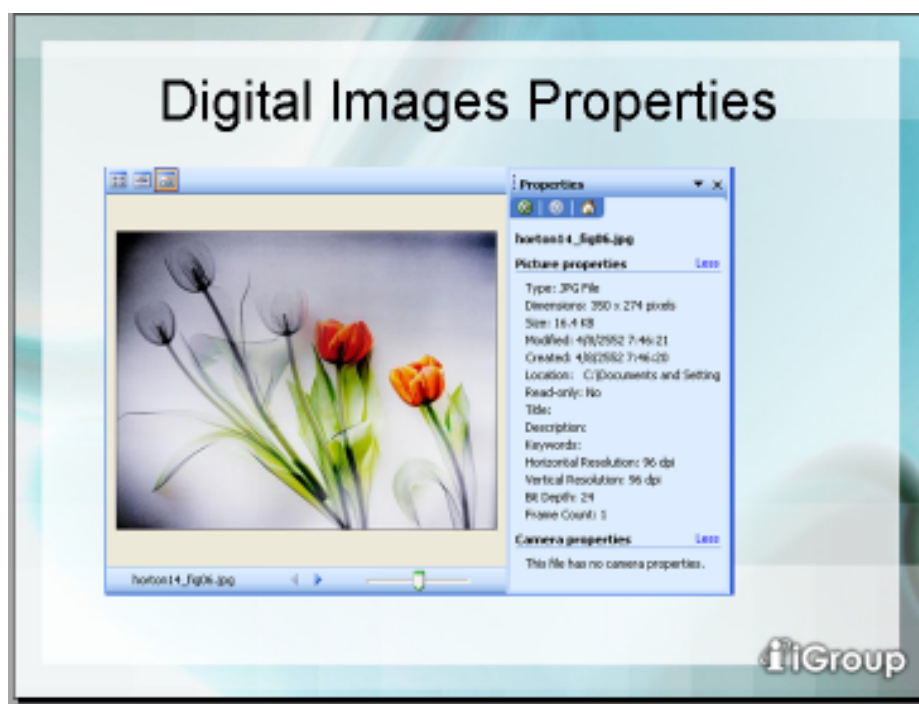 Digital Images Properties
Properties
horton14_fig06.jpg
Picture properties
Less
Type: JPG File
Dimensions: 350 x 274 pixels
Size: 16.4 KB
Modified: 4/8/2552 7:46:21
Created: 4/8/2552 7:46:20
Location: C:\Documents and Setting
Read-only: No
Title:
Description:
Keywords:
Horizontal Resolution: 96 dpi
Vertical Resolution: 96 dpi
Bit Depth: 24
Frame Count: 1
Camera properties
Less
This file has no camera properties.
horton14_fig06.jpg
iGroup